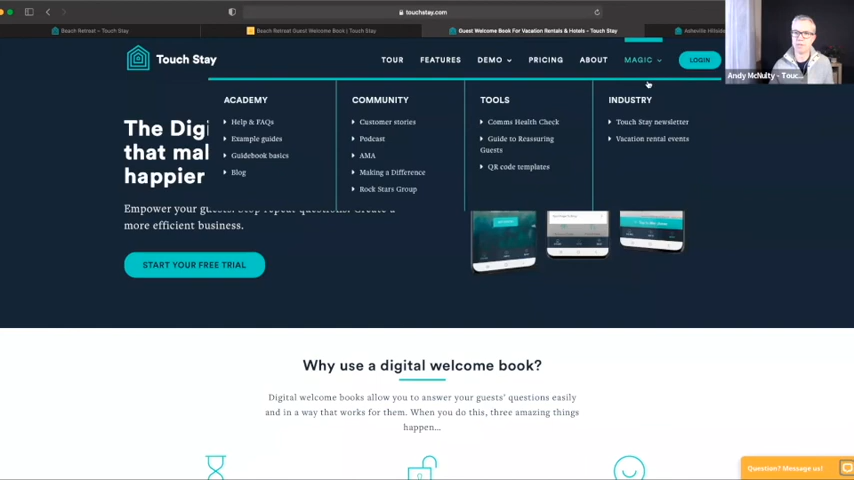 touchstay.com
Beach Retreat – Touch Stay
Beach Retreat Guest Welcome Book | Touch Stay
Guest Welcome Book For Vacation Rentals & Hotels - Touch Stay
Asheville Hillside
Touch Stay
TOUR
FEATURES
DEMO
PRICING
ABOUT
MAGIC
LOGIN
Andy McNulty - Touc...
ACADEMY
Help & FAQs
Example guides
Guidebook basics
Blog
COMMUNITY
Customer stories
Podcast
AMA
Making a Difference
Rock Stars Group
TOOLS
Comms Health Check
Guide to Reassuring
Guests
QR code templates
INDUSTRY
Touch Stay newsletter
Vacation rental events
The Digi
that mal
happier
Empower your guests. Stop repeat questions. Create a
more efficient business.
START YOUR FREE TRIAL
Why use a digital welcome book?
Digital welcome books allow you to answer your guests' questions easily
and in a way that works for them. When you do this, three amazing things
happen...
Question? Message us!